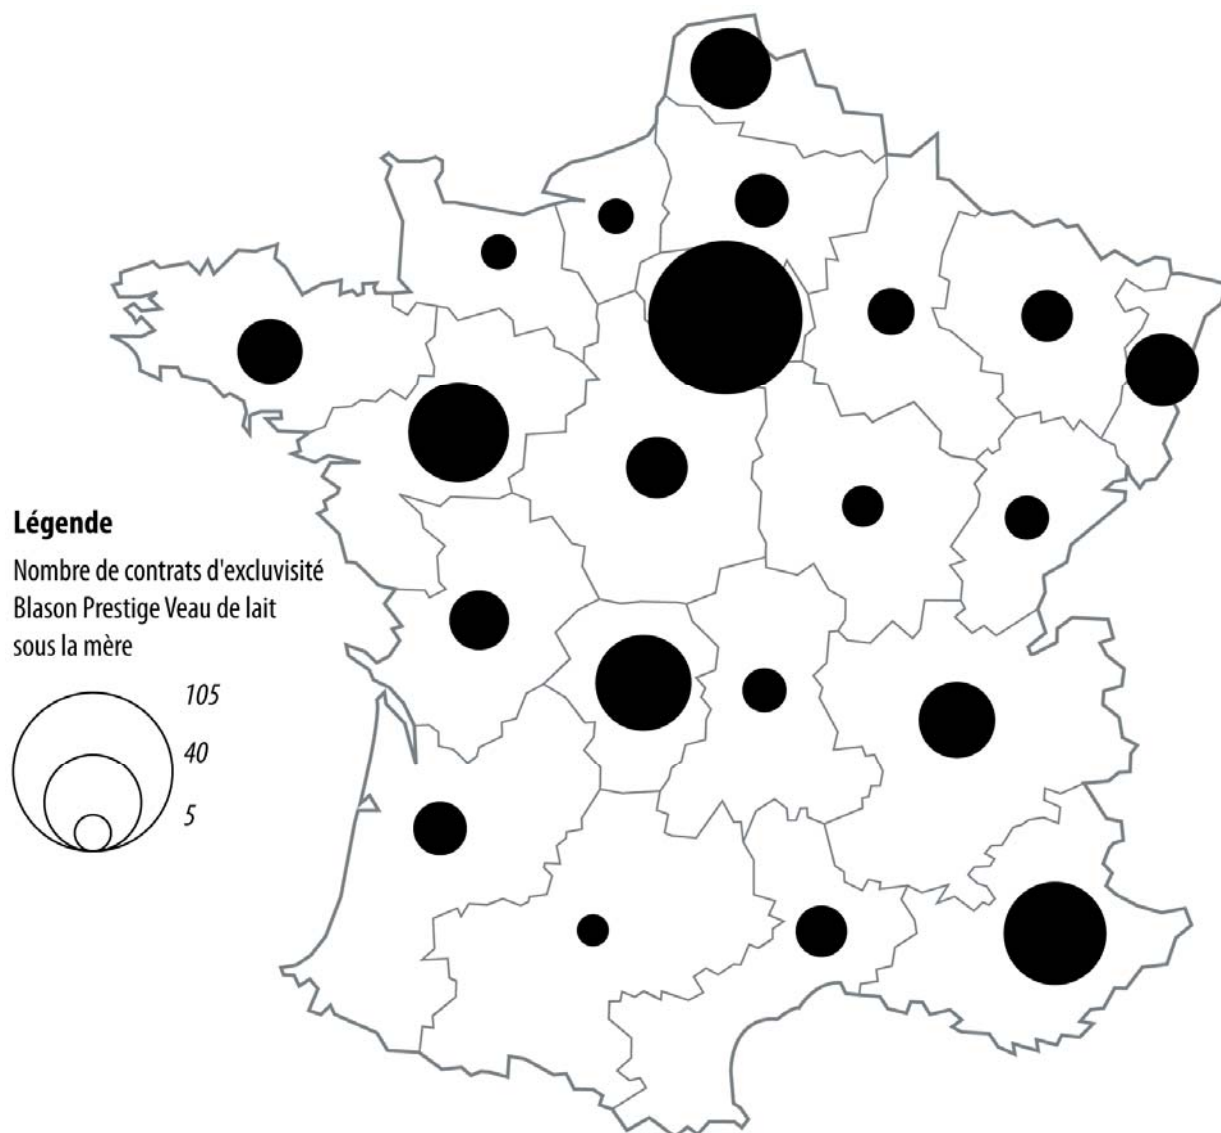 Légende
Nombre de contrats d'excluvisité
Blason Prestige Veau de lait
sous la mère
105
40
5